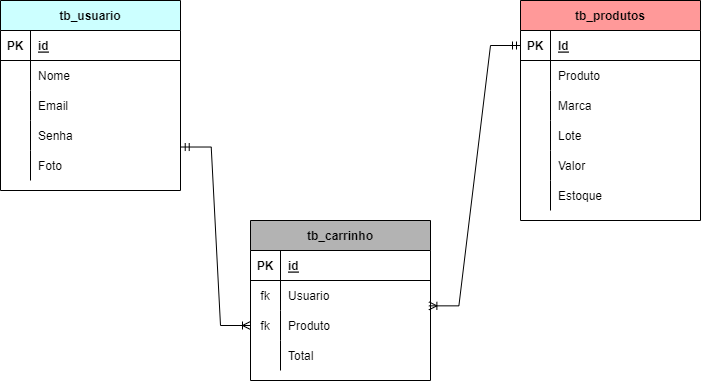 tb_usuario
PK id
Nome
Email
Senha
Foto
tb_produtos
PK Id
Produto
Marca
Lote
Valor
Estoque
tb_carrinho
PK id
fk Usuario
fk Produto
Total